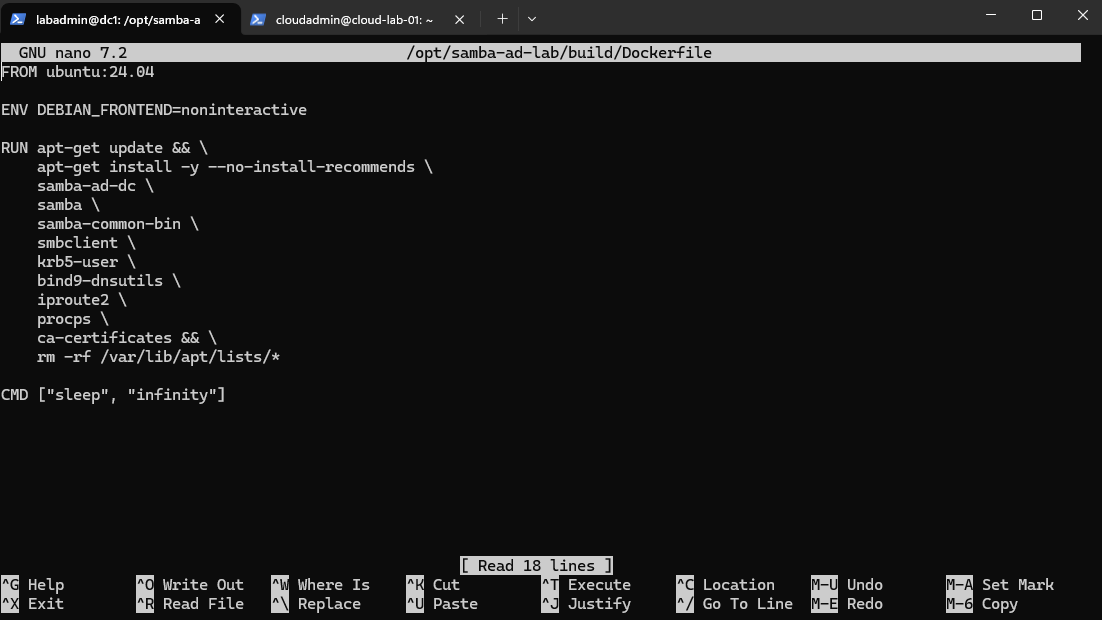 labadmin@dc1: /opt/samba-a
cloudadmin@cloud-lab-01: ~
GNU nano 7.2 /opt/samba-ad-lab/build/Dockerfile
FROM ubuntu:24.04
ENV DEBIAN_FRONTEND=noninteractive
RUN apt-get update && \
apt-get install -y --no-install-recommends \
samba-ad-dc \
samba \
samba-common-bin \
smbclient \
krb5-user \
bind9-dnsutils \
iproute2 \
procps \
ca-certificates && \
rm -rf /var/lib/apt/lists/*
CMD ["sleep", "infinity"]
[ Read 18 lines ]
^G Help ^O Write Out ^W Where Is ^K Cut ^T Execute ^C Location M-U Undo M-A Set Mark
^X Exit ^R Read File ^\ Replace ^U Paste ^J Justify ^/ Go To Line M-E Redo M-6 Copy